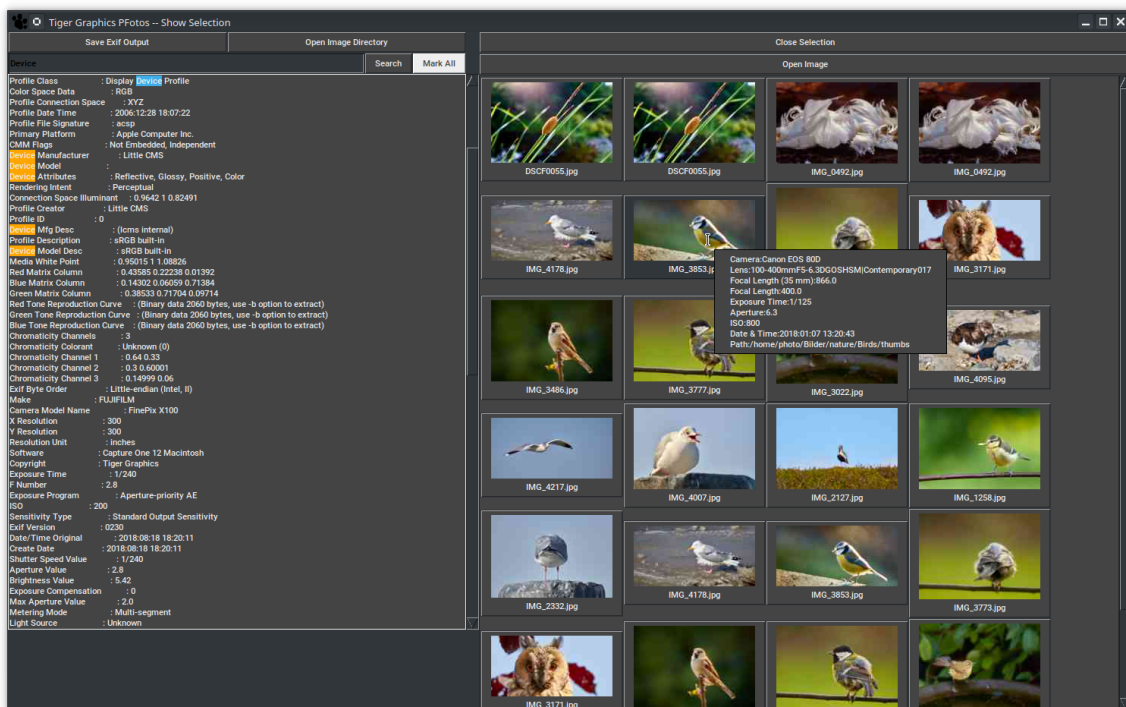 Tiger Graphics PFotos -- Show Selection
Save Exif Output
Open Image Directory
Close Selection
Device
Search
Mark All
Open Image
Profile Class : Display Device Profile
Color Space Data : RGB
Profile Connection Space : XYZ
Profile Date Time : 2006:12:28 18:07:22
Profile File Signature : acsp
Primary Platform : Apple Computer Inc.
CMM Flags : Not Embedded, Independent
Device Manufacturer : Little CMS
Device Model :
Device Attributes : Reflective, Glossy, Positive, Color
Rendering Intent : Perceptual
Connection Space Illuminant : 0.9642 1 0.82491
Profile Creator : Little CMS
Profile ID : 0
Device Mfg Desc : (lcms internal)
Profile Description : sRGB built-in
Device Model Desc : sRGB built-in
Media White Point : 0.95015 1 1.08826
Red Matrix Column : 0.43585 0.22238 0.01392
Blue Matrix Column : 0.14302 0.06059 0.71384
Green Matrix Column : 0.38533 0.71704 0.09714
Red Tone Reproduction Curve : (Binary data 2060 bytes, use -b option to extract)
Green Tone Reproduction Curve : (Binary data 2060 bytes, use -b option to extract)
Blue Tone Reproduction Curve : (Binary data 2060 bytes, use -b option to extract)
Chromaticity Channels : 3
Chromaticity Colorant : Unknown (0)
Chromaticity Channel 1 : 0.64 0.33
Chromaticity Channel 2 : 0.3 0.60001
Chromaticity Channel 3 : 0.14999 0.06
Exif Byte Order : Little-endian (Intel, II)
Make : FUJIFILM
Camera Model Name : FinePix X100
X Resolution : 300
Y Resolution : 300
Resolution Unit : inches
Software : Capture One 12 Macintosh
Copyright : Tiger Graphics
Exposure Time : 1/240
F Number : 2.8
Exposure Program : Aperture-priority AE
ISO : 200
Sensitivity Type : Standard Output Sensitivity
Exif Version : 0230
Date/Time Original : 2018:08:18 18:20:11
Create Date : 2018:08:18 18:20:11
Shutter Speed Value : 1/240
Aperture Value : 2.8
Brightness Value : 5.42
Exposure Compensation : 0
Max Aperture Value : 2.0
Metering Mode : Multi-segment
Light Source : Unknown
DSCF0055.jpg
DSCF0055.jpg
IMG_0492.jpg
IMG_0492.jpg
IMG_4178.jpg
IMG_3853.jp
IMG_3171.jpg
Camera:Canon EOS 80D
Lens:100-400mmF5-6.3DGOSHSM|Contemporary017
Focal Length (35 mm):866.0
Focal Length:400.0
Exposure Time:1/125
Aperture:6.3
ISO:800
Date & Time:2018:01:07 13:20:43
Path:/home/photo/Bilder/nature/Birds/thumbs
IMG_3486.jpg
IMG_3777.jpg
IMG_3022.jpg
IMG_4095.jpg
IMG_4217.jpg
IMG_4007.jpg
IMG_2127.jpg
IMG_1258.jpg
IMG_2332.jpg
IMG_4178.jpg
IMG_3853.jpg
IMG_3773.jpg
IMG_3171.jpg